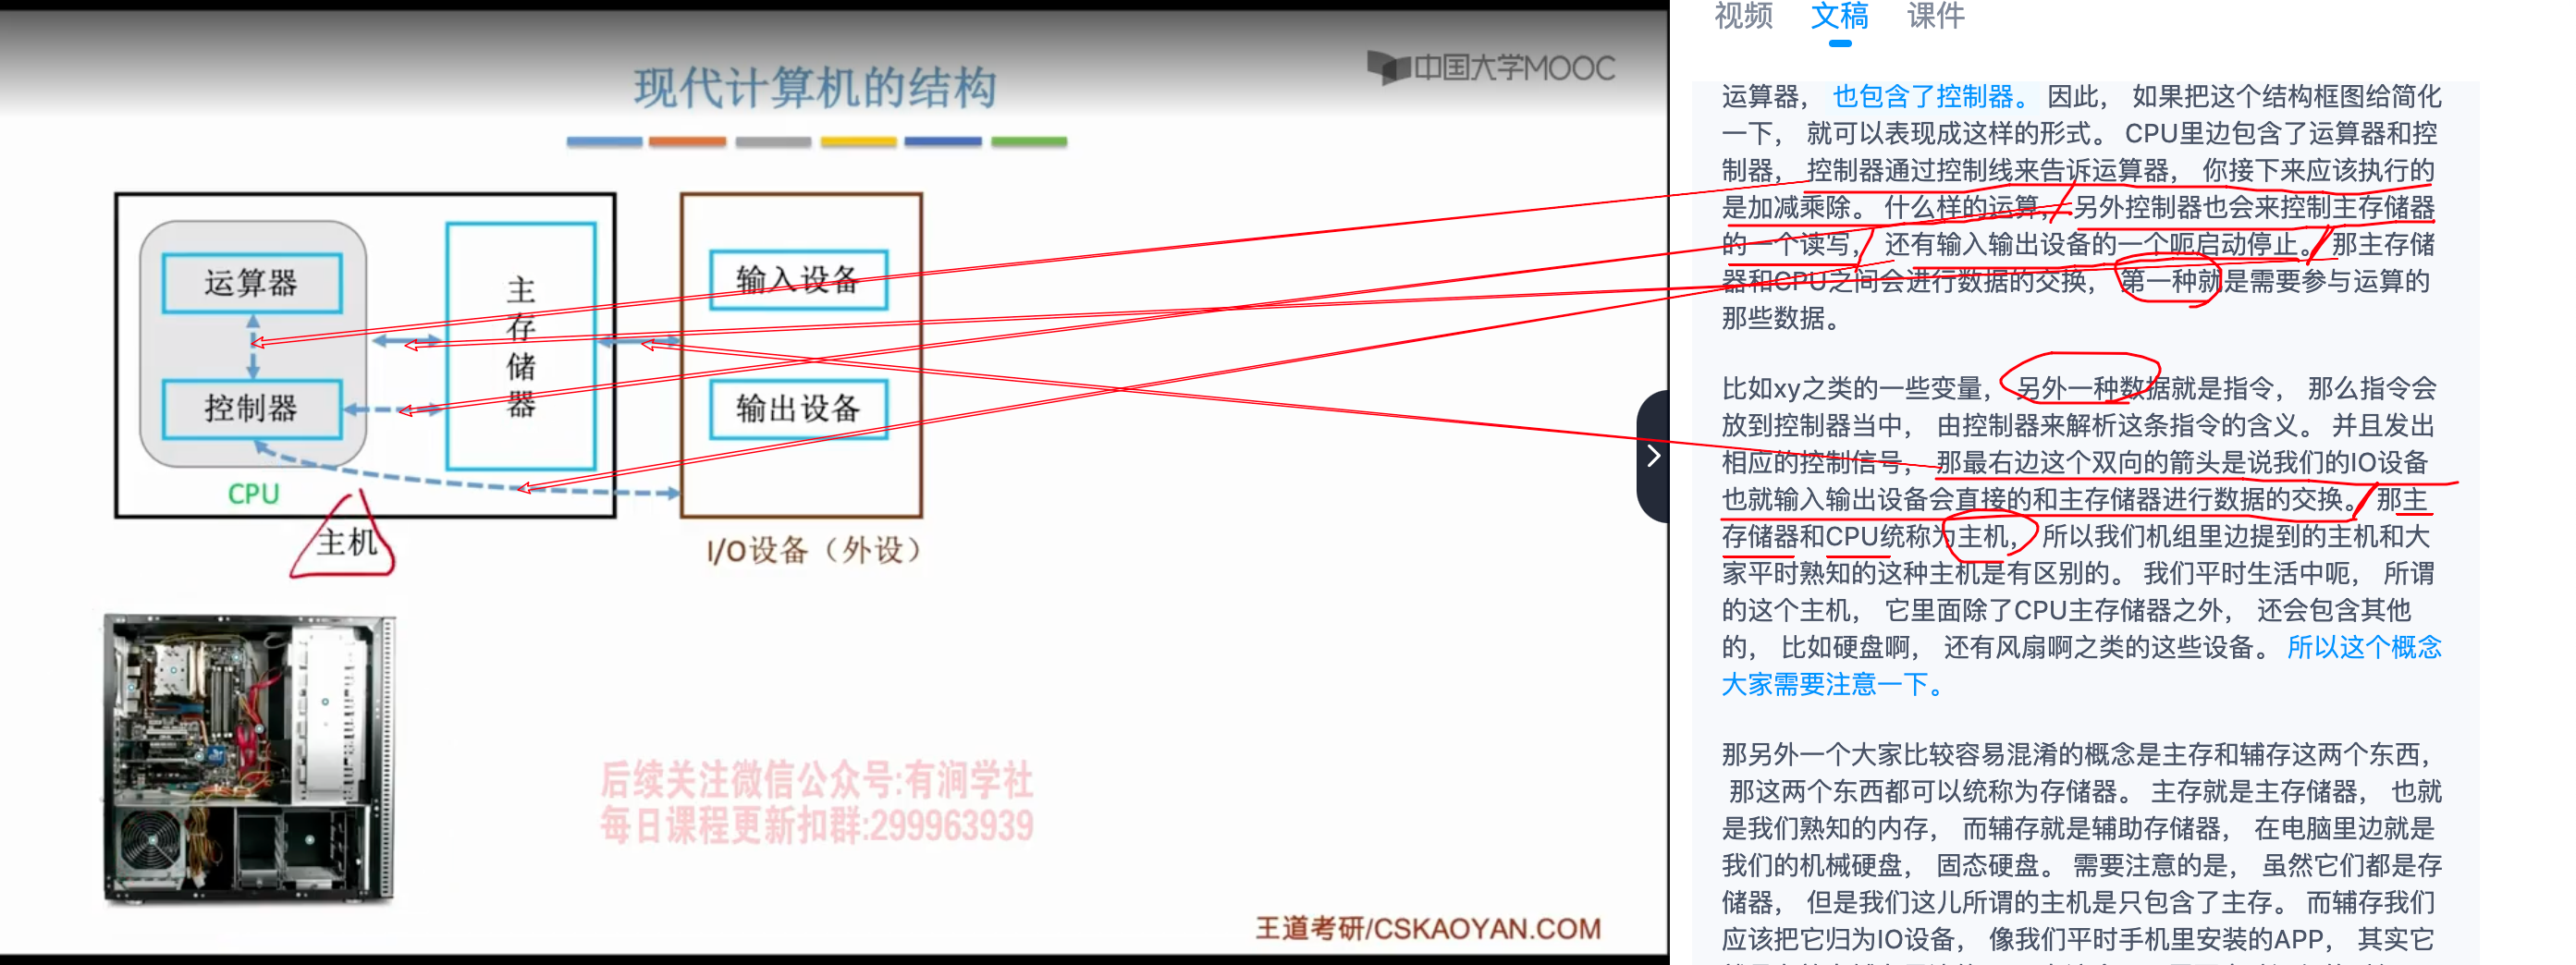 现代计算机的结构
中国大学MOOC
运算器
控制器
CPU
主存储器
主机
输入设备
输出设备
I/O设备（外设）
后续关注微信公众号:有涧学社
每日课程更新扣群:299963939
王道考研/CSKAOYAN.COM
视频 文稿 课件
运算器， 也包含了控制器。 因此， 如果把这个结构框图给简化
一下， 就可以表现成这样的形式。 CPU里边包含了运算器和控
制器， 控制器通过控制线来告诉运算器， 你接下来应该执行的
是加减乘除。 什么样的运算， 另外控制器也会来控制主存储器
的一个读写， 还有输入输出设备的一个呃启动停止。 那主存储
器和CPU之间会进行数据的交换， 第一种就是需要参与运算的
那些数据。
比如xy之类的一些变量， 另外一种数据就是指令， 那么指令会
放到控制器当中， 由控制器来解析这条指令的含义。 并且发出
相应的控制信号， 那最右边这个双向的箭头是说我们的IO设备
也就输入输出设备会直接的和主存储器进行数据的交换。 那主
存储器和CPU统称为主机， 所以我们机组里边提到的主机和大
家平时熟知的这种主机是有区别的。 我们平时生活中呃， 所谓
的这个主机， 它里面除了CPU主存储器之外， 还会包含其他
的， 比如硬盘啊， 还有风扇啊之类的这些设备。 所以这个概念
大家需要注意一下。
那另外一个大家比较容易混淆的概念是主存和辅存这两个东西，
那这两个东西都可以统称为存储器。 主存就是主存储器， 也就
是我们熟知的内存， 而辅存就是辅助存储器， 在电脑里边就是
我们的机械硬盘， 固态硬盘。 需要注意的是， 虽然它们都是存
储器， 但是我们这儿所谓的主机是只包含了主存。 而辅存我们
应该把它归为IO设备， 像我们平时手机里安装的APP， 其实它